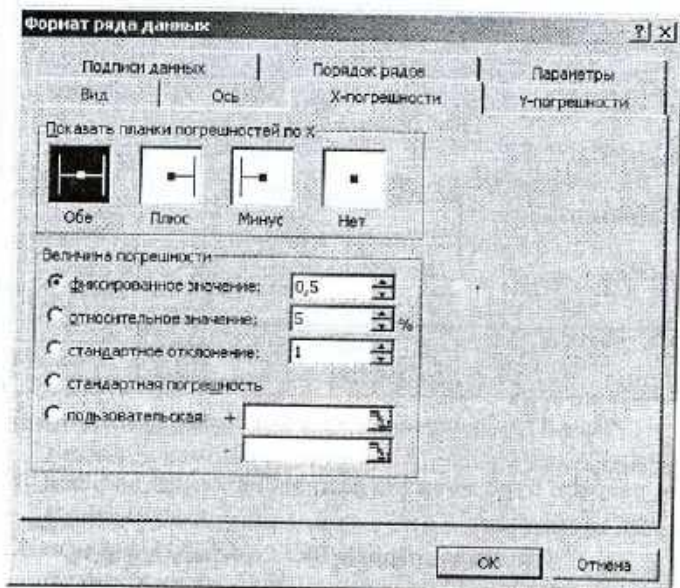 Формат ряда данных ? ×
Подписи данных Порядок рядов Параметры
Вид Ось X-погрешности Y-погрешности
Показать планки погрешностей по X
Обе Плюс Минус Нет
Величина погрешности
фиксированное значение: 0,5
относительное значение: 5 %
стандартное отклонение: 1
стандартная погрешность
пользовательская: +
-
ОК Отмена